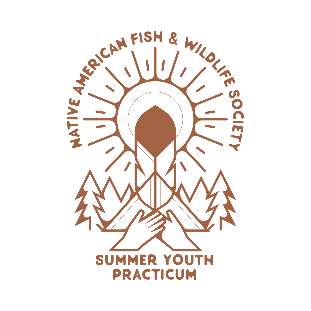 NATIVE AMERICAN FISH & WILDLIFE SOCIETY
SUMMER YOUTH
PRACTICUM